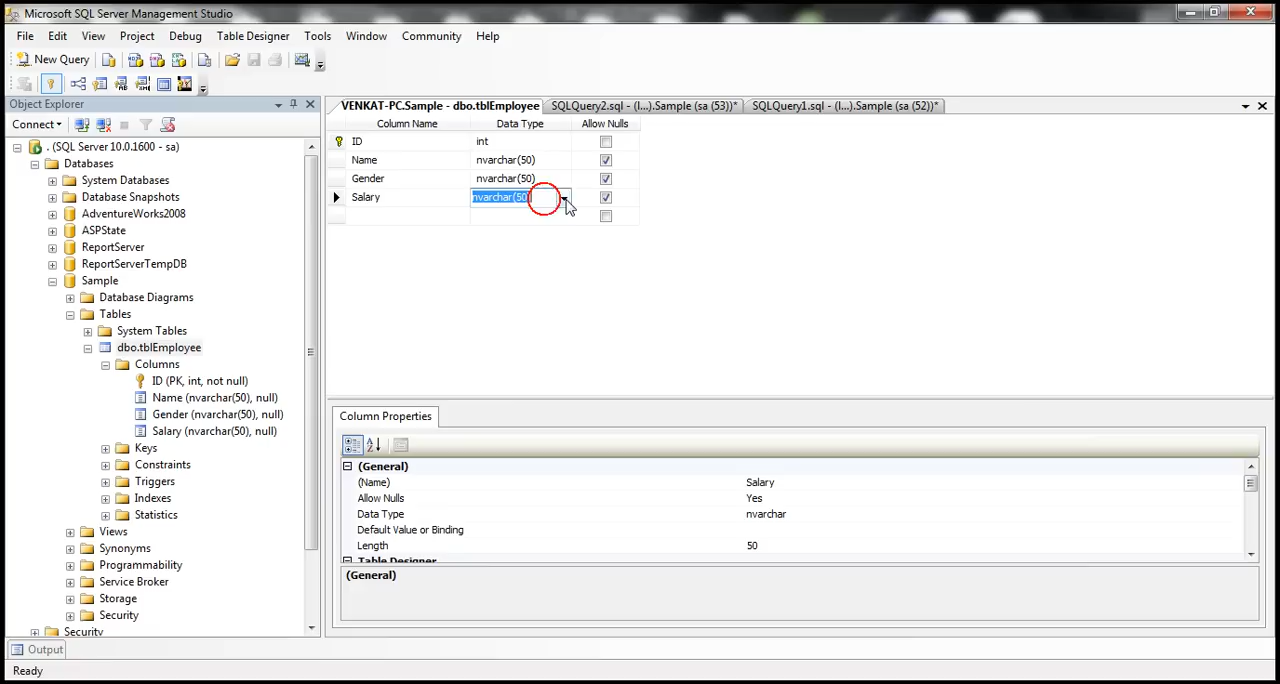 Microsoft SQL Server Management Studio
File Edit View Project Debug Table Designer Tools Window Community Help
New Query
Object Explorer
Connect
. (SQL Server 10.0.1600 - sa)
Databases
System Databases
Database Snapshots
AdventureWorks2008
ASPState
ReportServer
ReportServerTempDB
Sample
Database Diagrams
Tables
System Tables
dbo.tblEmployee
Columns
ID (PK, int, not null)
Name (nvarchar(50), null)
Gender (nvarchar(50), null)
Salary (nvarchar(50), null)
Keys
Constraints
Triggers
Indexes
Statistics
Views
Synonyms
Programmability
Service Broker
Storage
Security
Security
VENKAT-PC.Sample - dbo.tblEmployee SQLQuery2.sql - (l...).Sample (sa (53))* SQLQuery1.sql - (l...).Sample (sa (52))*
Column Name Data Type Allow Nulls
ID int
Name nvarchar(50)
Gender nvarchar(50)
Salary nvarchar(50)
Column Properties
(General)
(Name) Salary
Allow Nulls Yes
Data Type nvarchar
Default Value or Binding
Length 50
Table Designer
(General)
Output
Ready